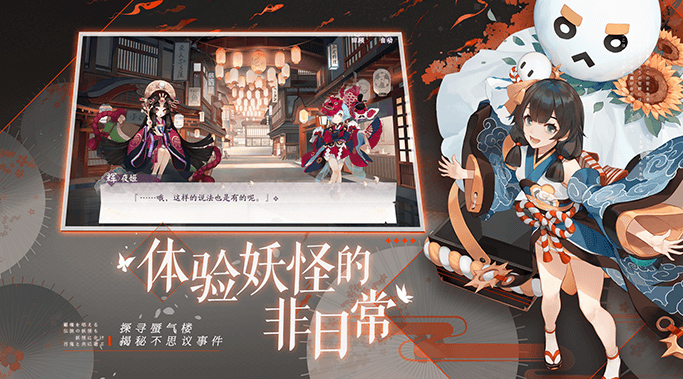 回顾 自动
辉夜姬
「……哦，这样的说法也是有的呢。」
体验妖怪的
非日常
探寻蜃气楼
揭秘不思议事件